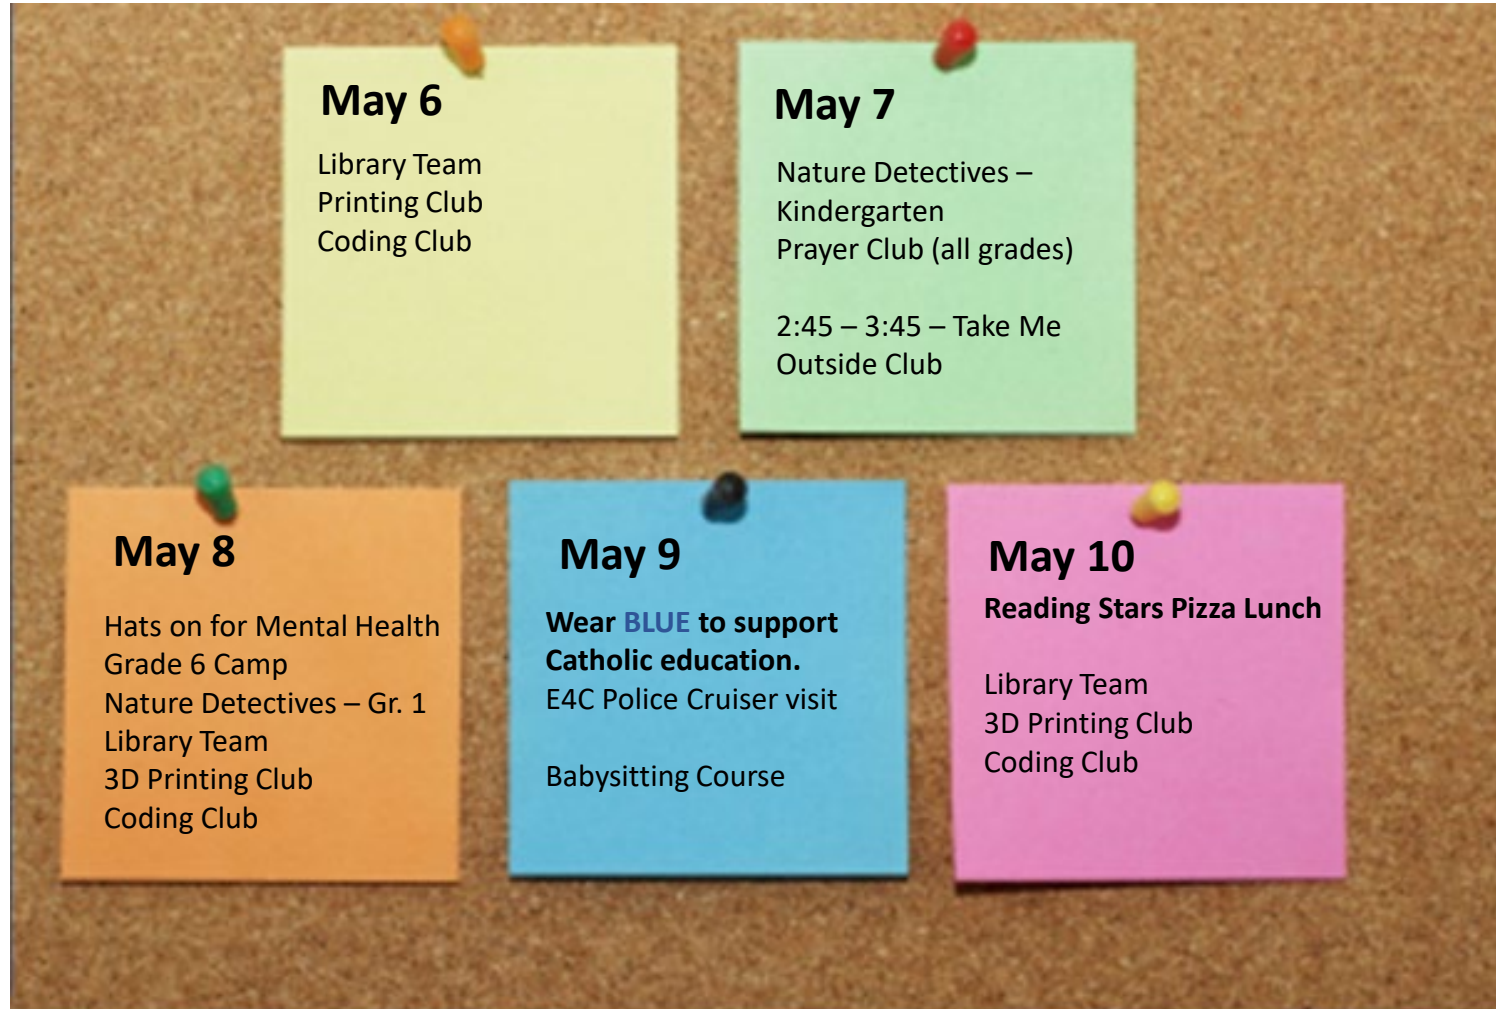 May 6
Library Team
Printing Club
Coding Club
May 7
Nature Detectives –
Kindergarten
Prayer Club (all grades)
2:45 – 3:45 – Take Me
Outside Club
May 8
Hats on for Mental Health
Grade 6 Camp
Nature Detectives – Gr. 1
Library Team
3D Printing Club
Coding Club
May 9
Wear BLUE to support
Catholic education.
E4C Police Cruiser visit
Babysitting Course
May 10
Reading Stars Pizza Lunch
Library Team
3D Printing Club
Coding Club